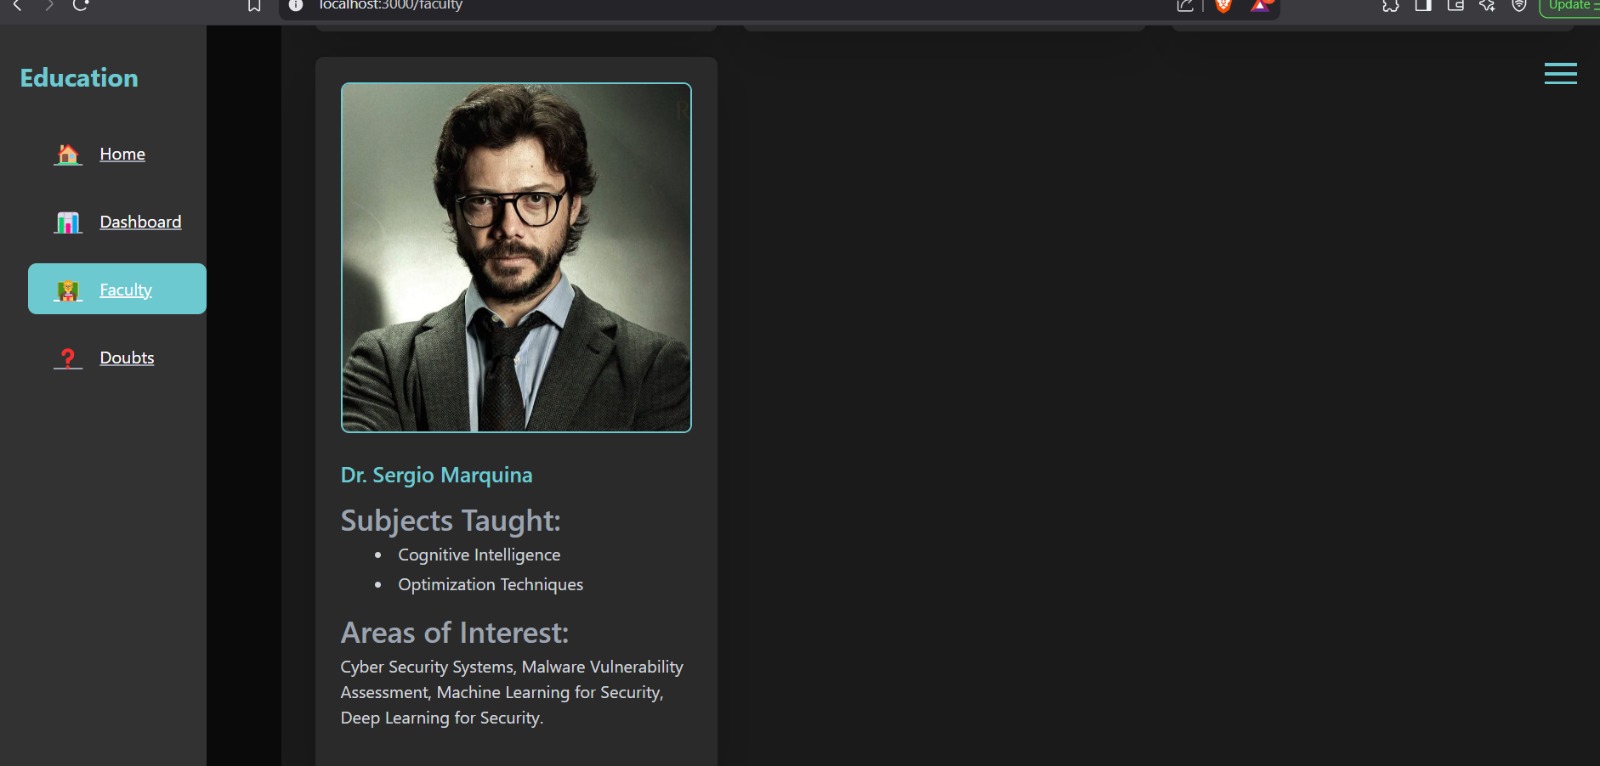 localhost:3000/faculty
Update
Education
Home
Dashboard
Faculty
Doubts
R
Dr. Sergio Marquina
Subjects Taught:
• Cognitive Intelligence
• Optimization Techniques
Areas of Interest:
Cyber Security Systems, Malware Vulnerability
Assessment, Machine Learning for Security,
Deep Learning for Security.